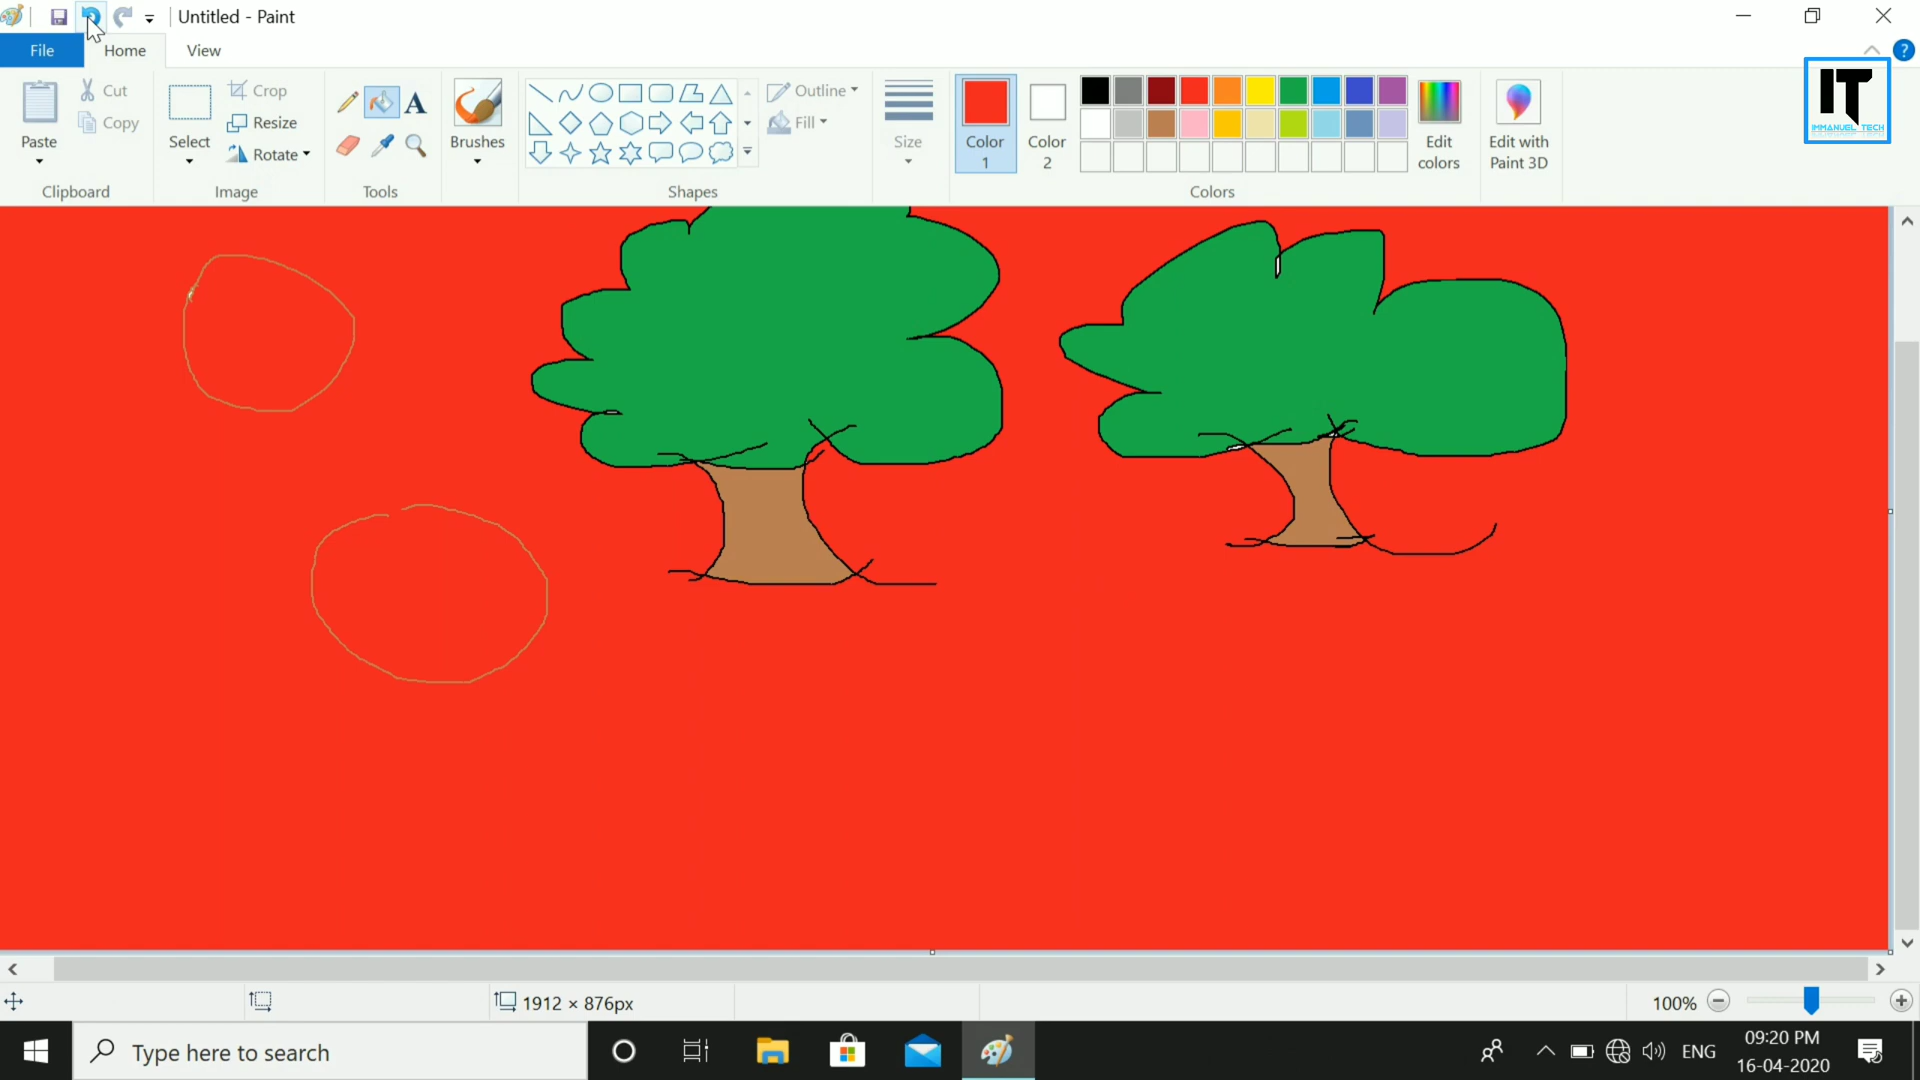 Untitled - Paint
File
Home
View
Paste
Cut
Copy
Clipboard
Select
Crop
Resize
Rotate
Image
A
Tools
Brushes
Outline
Fill
Shapes
Size
Color
1
Color
2
Edit
colors
Colors
Edit with
Paint 3D
?
IT
IMMANUEL TECH
1912 × 876px
100%
Type here to search
ENG
09:20 PM
16-04-2020